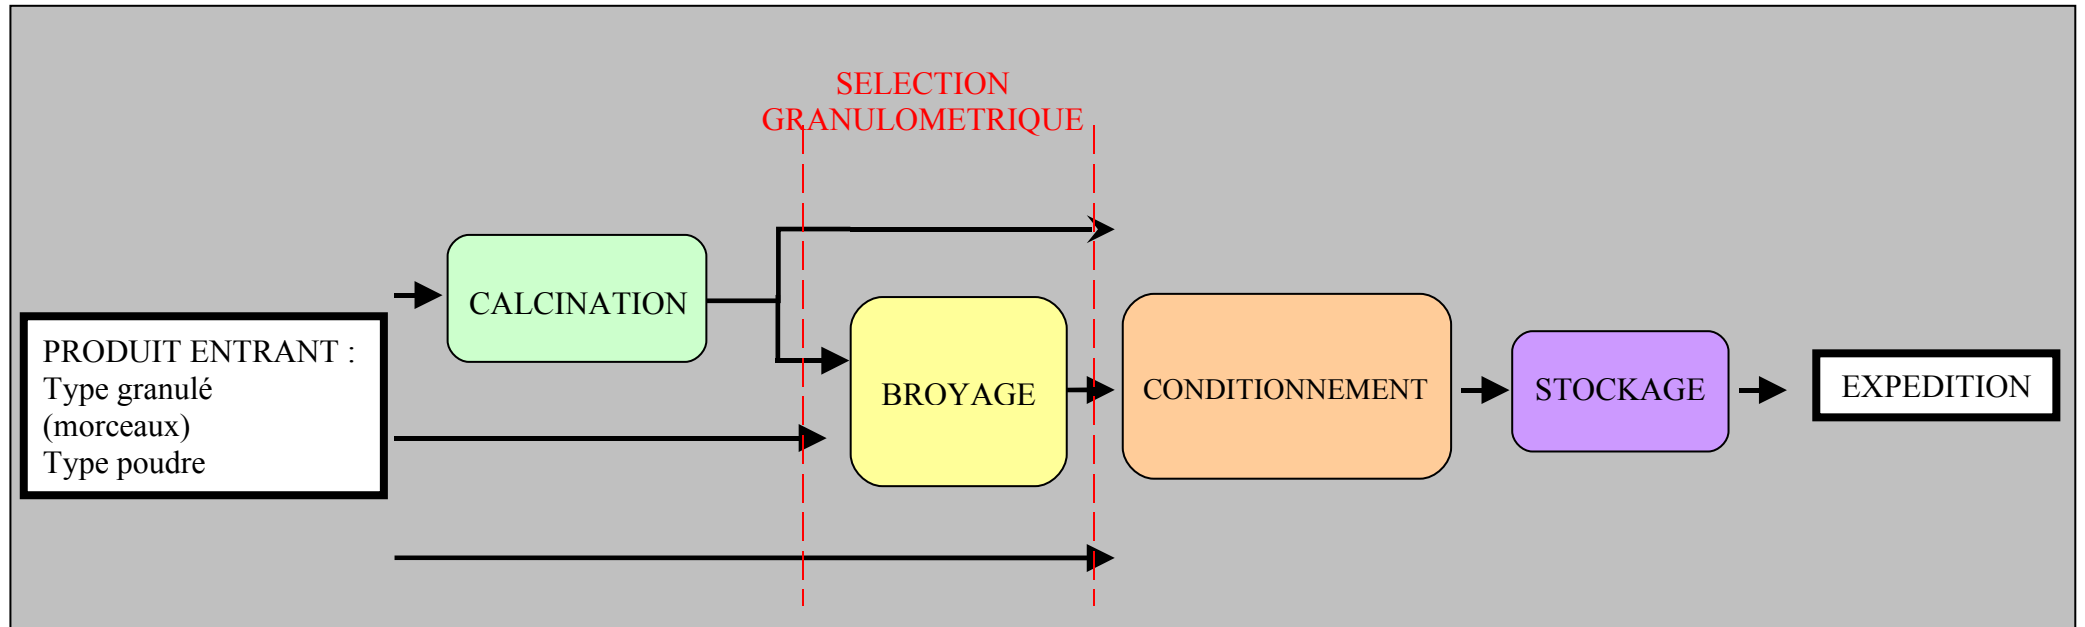 SELECTION
GRANULOMETRIQUE
CALCINATION
PRODUIT ENTRANT :
Type granulé
(morceaux)
Type poudre
BROYAGE
CONDITIONNEMENT
STOCKAGE
EXPEDITION